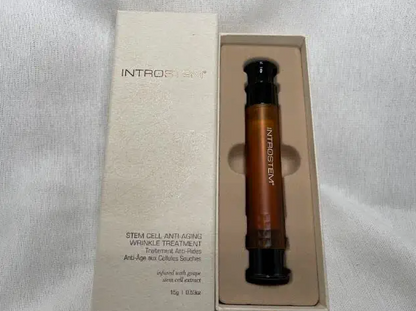 INTROSTEM
STEM CELL ANTI-AGING
WRINKLE TREATMENT
Traitement Anti-Rides
Anti-Âge aux Cellules Souches
infused with grape
stem cell extract
INTROSTEM